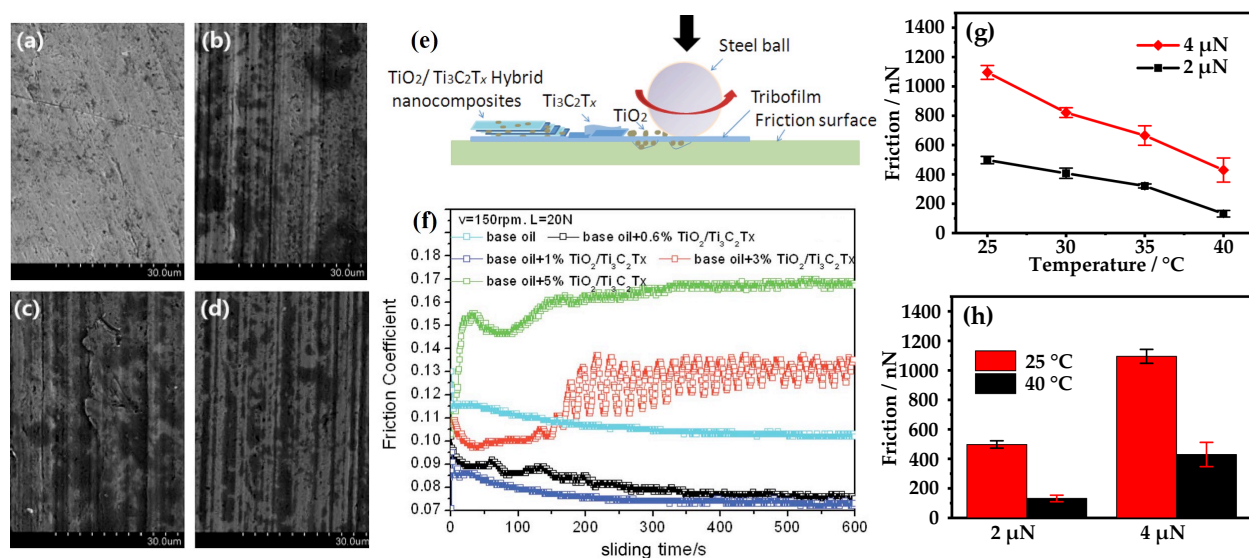 (a)
30.0um
(b)
30.0um
(c)
30.0um
(d)
30.0um
(e)
Steel ball
TiO2/ Ti3C2Tx Hybrid
nanocomposites
Ti3C2Tx
TiO2
Tribofilm
Friction surface
(f)
v=150rpm. L=20N
base oil
base oil+0.6% TiO2/Ti3C2Tx
base oil+1% TiO2/Ti3C2Tx
base oil+3% TiO2/Ti3C2Tx
base oil+5% TiO2/Ti3C2Tx
Friction Coefficient
0.17
0.16
0.15
0.14
0.13
0.12
0.11
0.10
0.09
0.08
0.07
0
100
200
300
400
500
600
sliding time/s
(g)
4 μN
2 μN
Friction / nN
1400
1200
1000
800
600
400
200
0
25
30
35
40
Temperature / °C
(h)
25 °C
40 °C
Friction / nN
1400
1200
1000
800
600
400
200
0
2 μN
4 μN